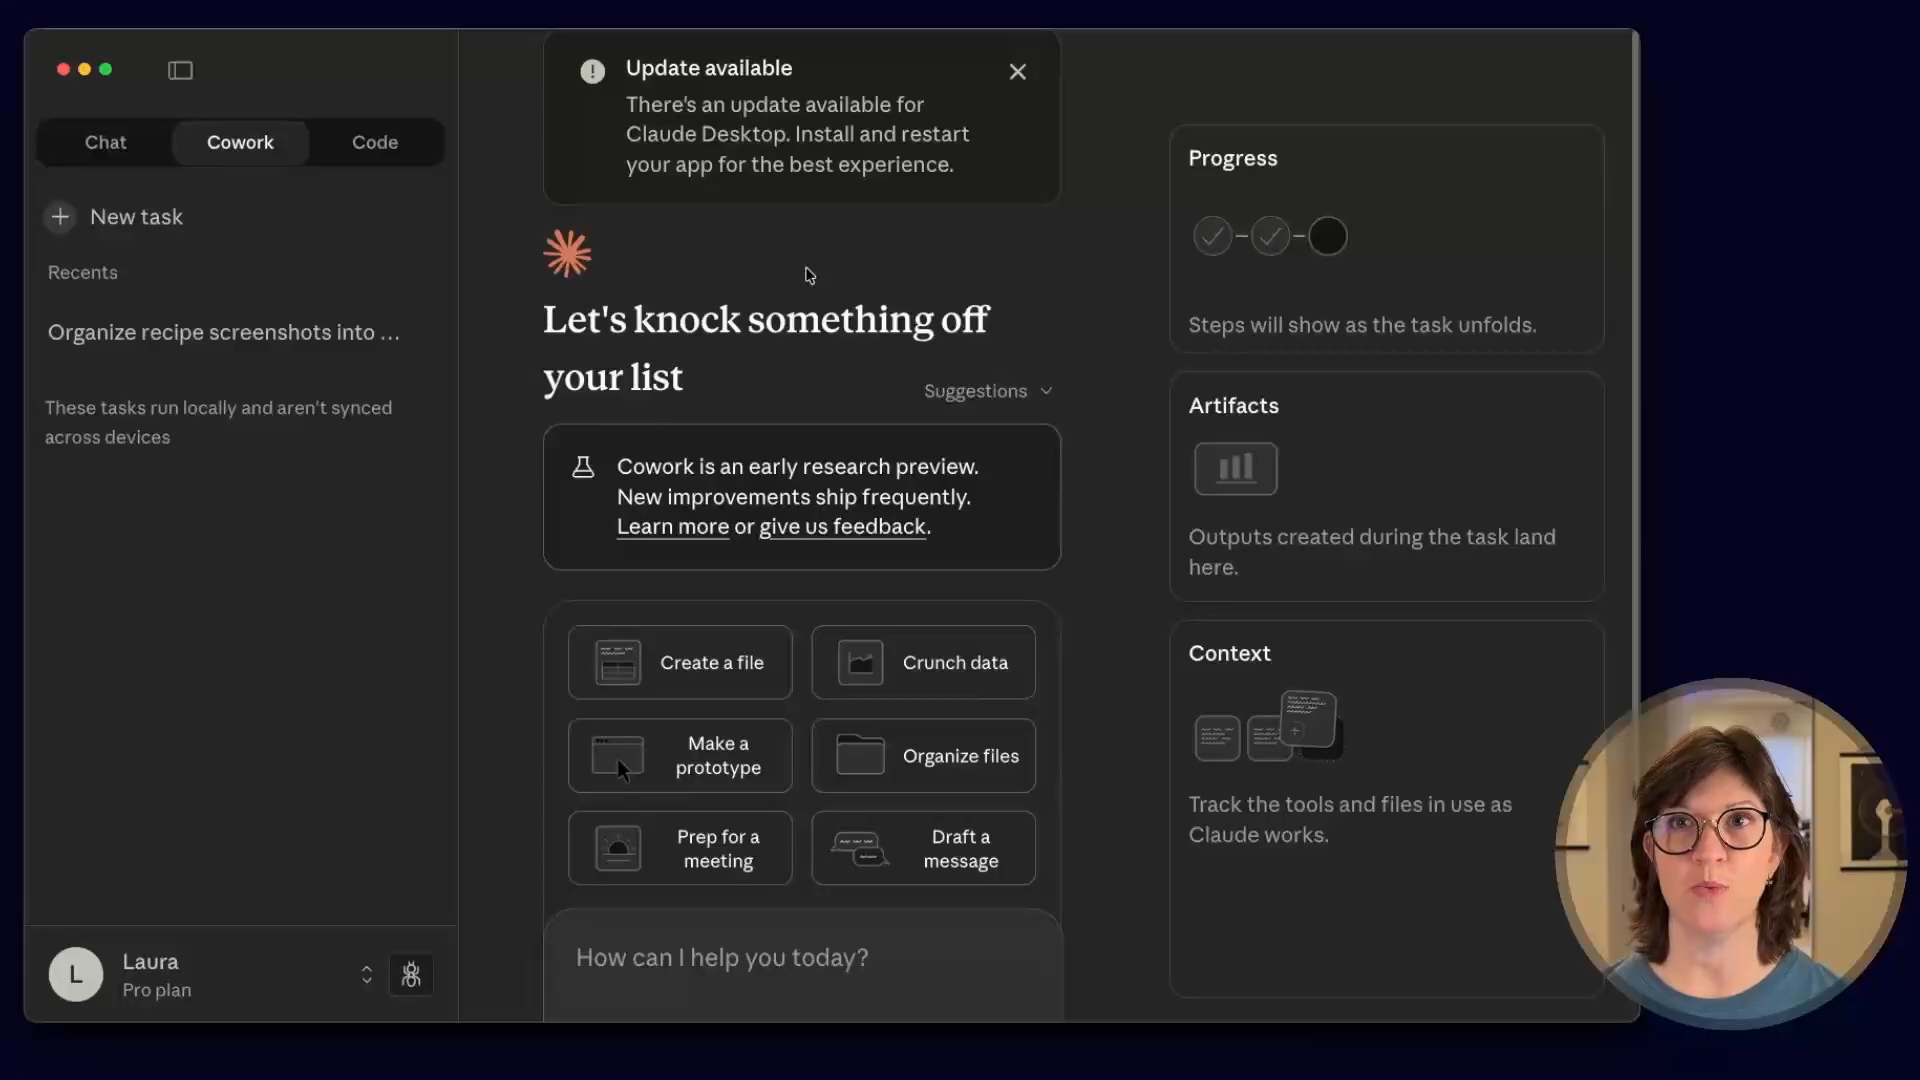 Chat
Cowork
Code
New task
Recents
Organize recipe screenshots into ...
These tasks run locally and aren't synced
across devices
L
Laura
Pro plan
Update available
There's an update available for
Claude Desktop. Install and restart
your app for the best experience.
Let's knock something off
your list
Suggestions
Cowork is an early research preview.
New improvements ship frequently.
Learn more or give us feedback.
Create a file
Crunch data
Make a
prototype
Organize files
Prep for a
meeting
Draft a
message
How can I help you today?
Progress
Steps will show as the task unfolds.
Artifacts
Outputs created during the task land
here.
Context
Track the tools and files in use as
Claude works.